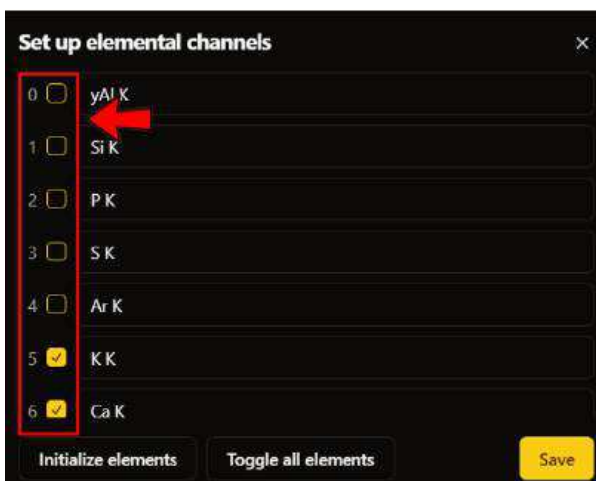 Set up elemental channels ×
0 yAl K
1 Si K
2 P K
3 S K
4 Ar K
5 K K
6 Ca K
Initialize elements Toggle all elements Save